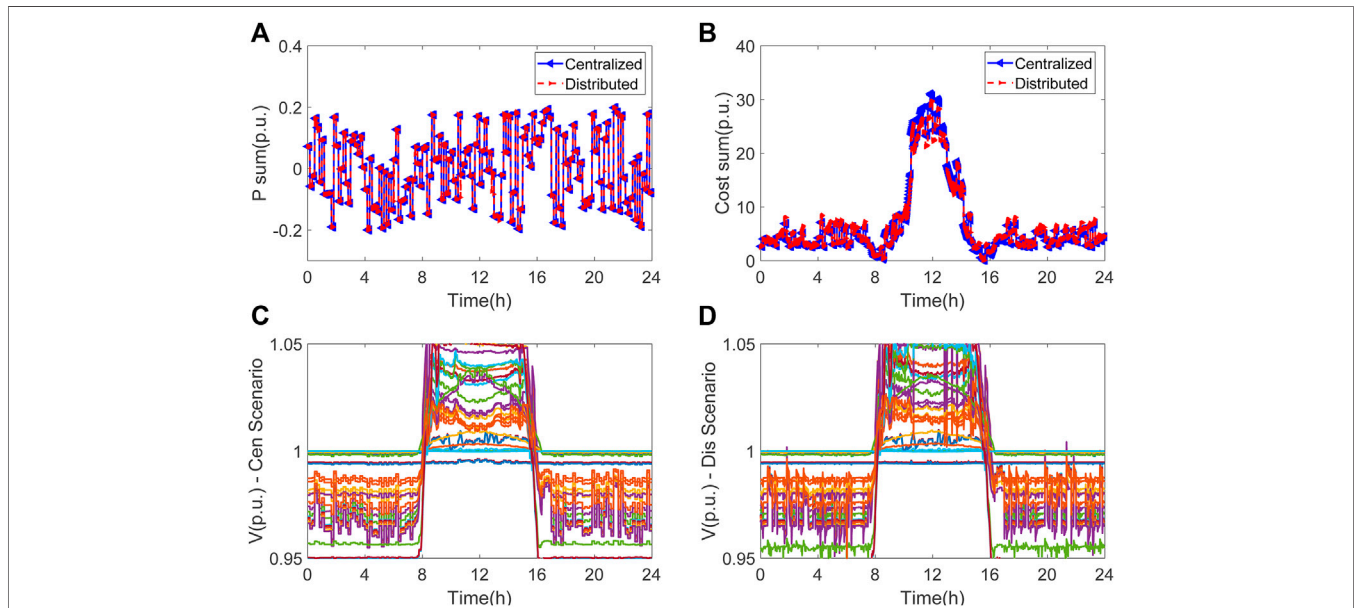 A
0.4
0.2
0
-0.2
P sum(p.u.)
0 4 8 12 16 20 24
Time(h)
Centralized
Distributed
B
40
30
20
10
0
Cost sum(p.u.)
0 4 8 12 16 20 24
Time(h)
Centralized
Distributed
C
1.05
1
0.95
V(p.u.) - Cen Scenario
0 4 8 12 16 20 24
Time(h)
D
1.05
1
0.95
V(p.u.) - Dis Scenario
0 4 8 12 16 20 24
Time(h)